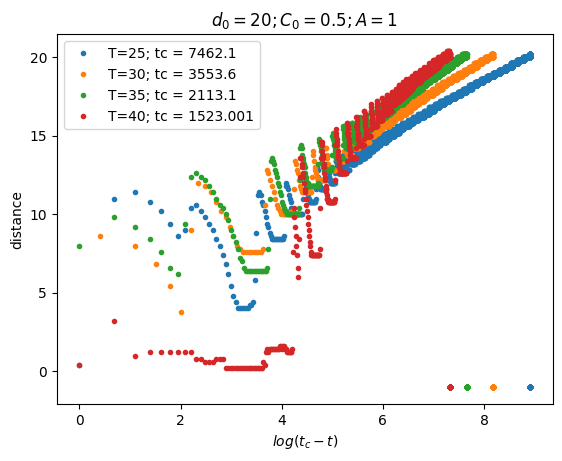 d₀ = 20; C₀ = 0.5; A = 1
T=25; tc = 7462.1
T=30; tc = 3553.6
T=35; tc = 2113.1
T=40; tc = 1523.001
20
15
10
5
0
distance
0 2 4 6 8
log(t_c − t)